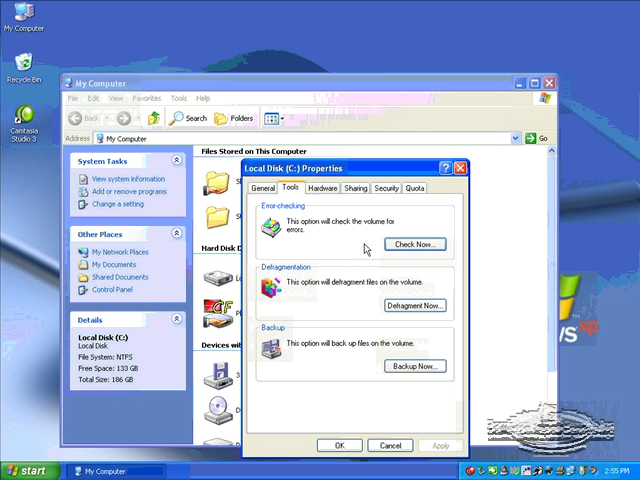 My Computer
Recycle Bin
Camtasia
Studio 3
My Computer
File Edit View Favorites Tools Help
Back Search Folders
Address My Computer Go
System Tasks
View system information
Add or remove programs
Change a setting
Other Places
My Network Places
My Documents
Shared Documents
Control Panel
Details
Local Disk (C:)
Local Disk
File System: NTFS
Free Space: 133 GB
Total Size: 186 GB
Files Stored on This Computer
Hard Disk D
Devices wit
Local Disk (C:) Properties
General Tools Hardware Sharing Security Quota
Error-checking
This option will check the volume for
errors.
Check Now...
Defragmentation
This option will defragment files on the volume.
Defragment Now...
Backup
This option will back up files on the volume.
Backup Now...
OK Cancel Apply
xp
start My Computer 2:55 PM